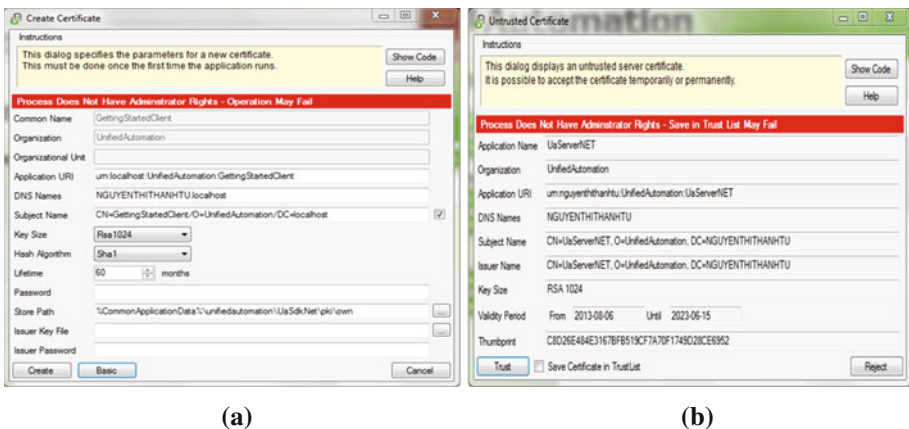 Create Certificate
Instructions
This dialog specifies the parameters for a new certificate.
This must be done once the first time the application runs.
Show Code
Help
Process Does Not Have Adminstrator Rights - Operation May Fail
Common Name GettingStartedClient
Organization UnifiedAutomation
Organizational Unit
Application URI urn:localhost:UnifiedAutomation:GettingStartedClient
DNS Names NGUYENTHITHANHTU,localhost
Subject Name CN=GettingStartedClient/O=UnifiedAutomation/DC=localhost
Key Size Rsa1024
Hash Algorithm Sha1
Lifetime 60 months
Password
Store Path %CommonApplicationData%\unifiedautomation\UaSdkNet\pki\own
Issuer Key File
Issuer Password
Create Basic Cancel
(a)
Automation
Untrusted Certificate
Instructions
This dialog displays an untrusted server certificate.
It is possible to accept the certificate temporarily or permanently.
Show Code
Help
Process Does Not Have Adminstrator Rights - Save in Trust List May Fail
Application Name UaServerNET
Organization UnifiedAutomation
Application URI urn:nguyenthithanhtu:UnifiedAutomation:UaServerNET
DNS Names NGUYENTHITHANHTU
Subject Name CN=UaServerNET, O=UnifiedAutomation, DC=NGUYENTHITHANHTU
Issuer Name CN=UaServerNET, O=UnifiedAutomation, DC=NGUYENTHITHANHTU
Key Size RSA 1024
Validity Period From 2013-08-06 Until 2023-06-15
Thumbprint C8D26E484E3167BFB519CF7A70F1749D28CE6952
Trust Save Certificate in TrustList Reject
(b)